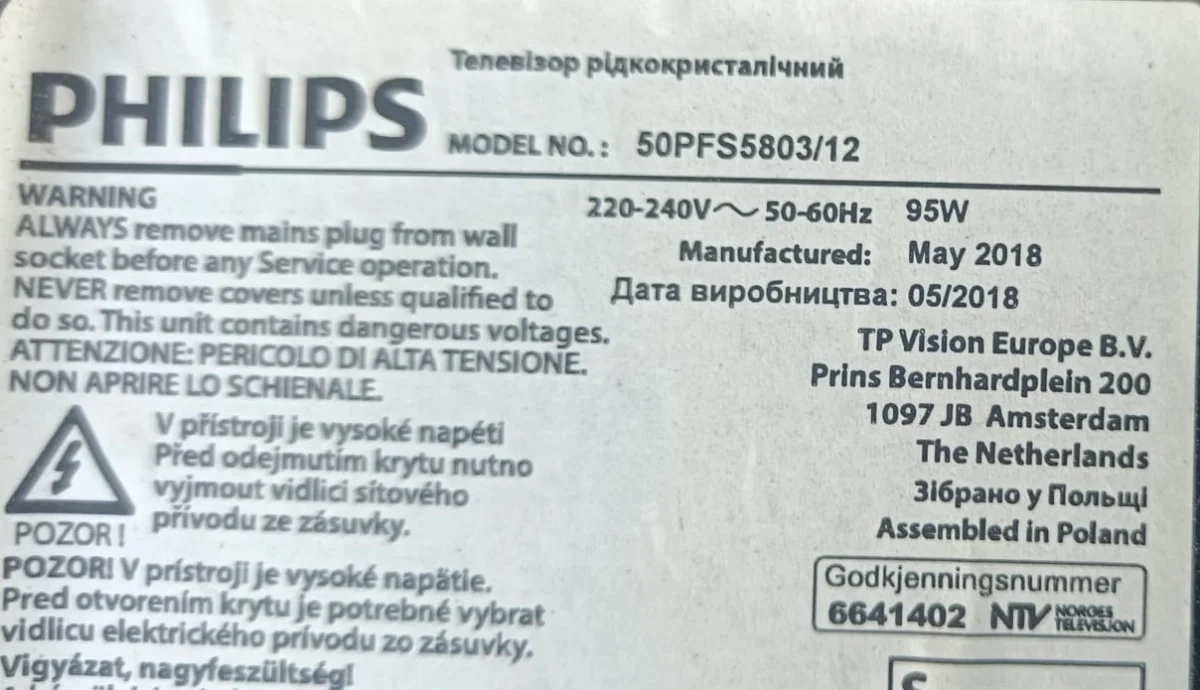 Телевізор рідкокристалічний
PHILIPS
MODEL NO.: 50PFS5803/12
WARNING
ALWAYS remove mains plug from wall
socket before any Service operation.
NEVER remove covers unless qualified to
do so. This unit contains dangerous voltages.
ATTENZIONE: PERICOLO DI ALTA TENSIONE.
NON APRIRE LO SCHIENALE.
V přístroji je vysoké napéti
Před odejmutím krytu nutno
vyjmout vidlici sítového
přívodu ze zásuvky.
POZOR!
POZOR! V prístroji je vysoké napätie.
Pred otvorením krytu je potrebné vybrat
vidlicu elektrického prívodu zo zásuvky.
Vigyázat, nagyfeszültség!
220-240V~ 50-60Hz 95W
Manufactured: May 2018
Дата виробництва: 05/2018
TP Vision Europe B.V.
Prins Bernhardplein 200
1097 JB Amsterdam
The Netherlands
Зібрано у Польщі
Assembled in Poland
Godkjenningsnummer
6641402 NTV NORGES
TELEVISJON